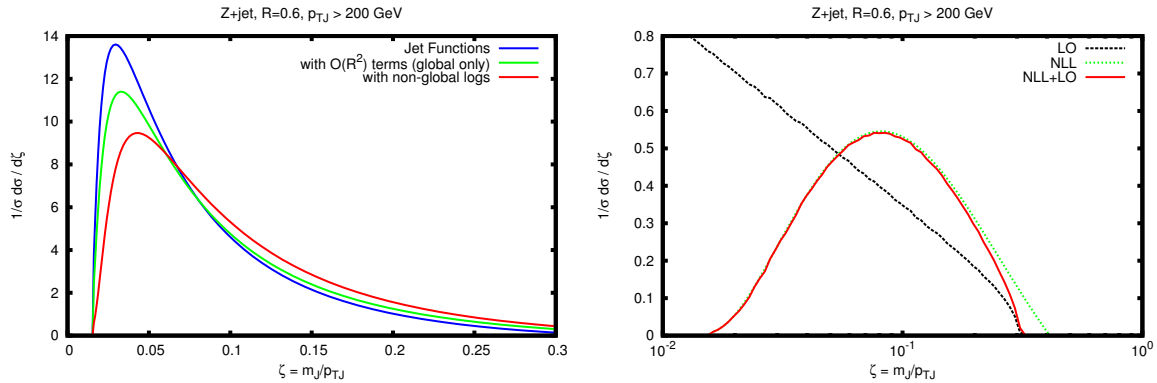 Z+jet, R=0.6, p_TJ > 200 GeV
1/σ dσ / dζ
14
12
10
8
6
4
2
0
Jet Functions
with O(R²) terms (global only)
with non-global logs
0 0.05 0.1 0.15 0.2 0.25 0.3
ζ = m_J/p_TJ
Z+jet, R=0.6, p_TJ > 200 GeV
1/σ dσ / dζ
0.8
0.7
0.6
0.5
0.4
0.3
0.2
0.1
0
LO
NLL
NLL+LO
10⁻² 10⁻¹ 10⁰
ζ = m_J/p_TJ